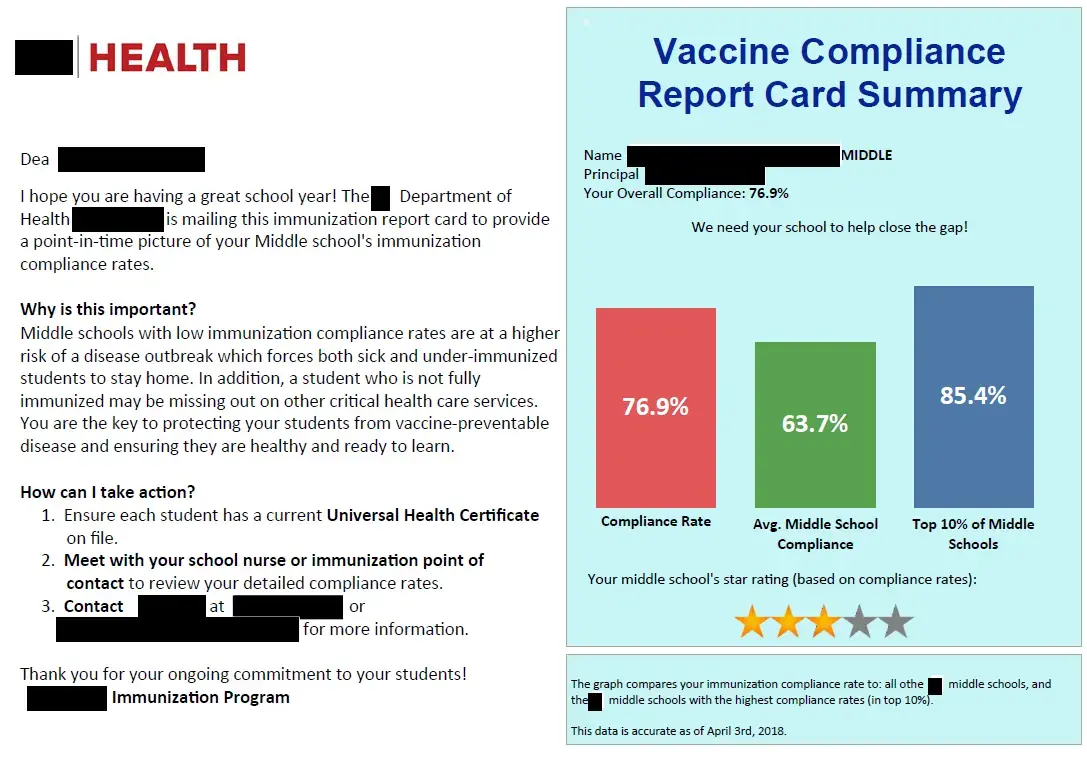 HEALTH
Dea
I hope you are having a great school year! The Department of
Health is mailing this immunization report card to provide
a point-in-time picture of your Middle school's immunization
compliance rates.
Why is this important?
Middle schools with low immunization compliance rates are at a higher
risk of a disease outbreak which forces both sick and under-immunized
students to stay home. In addition, a student who is not fully
immunized may be missing out on other critical health care services.
You are the key to protecting your students from vaccine-preventable
disease and ensuring they are healthy and ready to learn.
How can I take action?
1. Ensure each student has a current Universal Health Certificate
on file.
2. Meet with your school nurse or immunization point of
contact to review your detailed compliance rates.
3. Contact at or
for more information.
Thank you for your ongoing commitment to your students!
Immunization Program
Vaccine Compliance
Report Card Summary
Name MIDDLE
Principal
Your Overall Compliance: 76.9%
We need your school to help close the gap!
76.9%
63.7%
85.4%
Compliance Rate
Avg. Middle School
Compliance
Top 10% of Middle
Schools
Your middle school's star rating (based on compliance rates):
The graph compares your immunization compliance rate to: all othe middle schools, and
the middle schools with the highest compliance rates (in top 10%).
This data is accurate as of April 3rd, 2018.